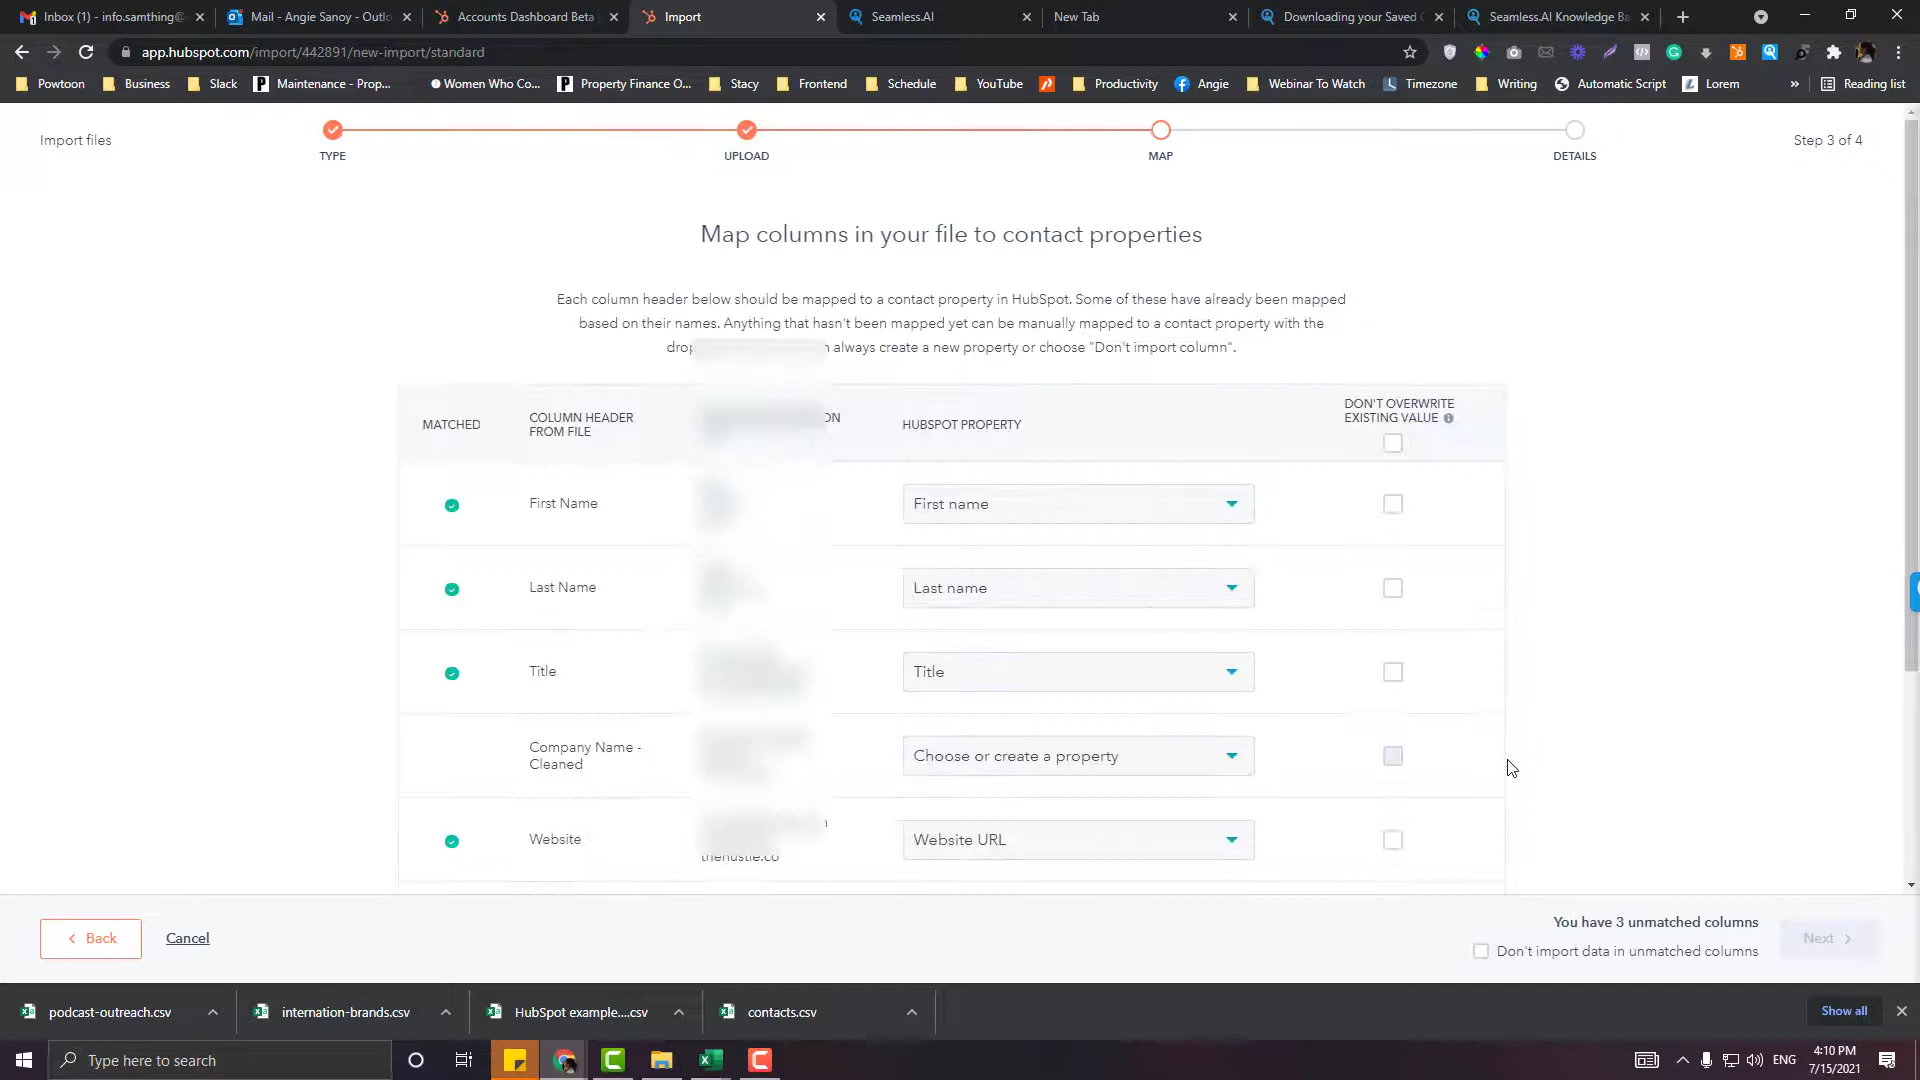 Inbox (1) - info.samthing@
Mail - Angie Sanoy - Outlo
Accounts Dashboard Beta
Import
Seamless.AI
New Tab
Downloading your Saved C
Seamless.AI Knowledge Ba
app.hubspot.com/import/442891/new-import/standard
Powtoon
Business
Slack
Maintenance - Prop...
Women Who Co...
Property Finance O...
Stacy
Frontend
Schedule
YouTube
Productivity
Angie
Webinar To Watch
Timezone
Writing
Automatic Script
Lorem
»
Reading list
Import files
TYPE
UPLOAD
MAP
DETAILS
Step 3 of 4
Map columns in your file to contact properties
Each column header below should be mapped to a contact property in HubSpot. Some of these have already been mapped
based on their names. Anything that hasn't been mapped yet can be manually mapped to a contact property with the
always create a new property or choose "Don't import column".
MATCHED
COLUMN HEADER
FROM FILE
ON
HUBSPOT PROPERTY
DON'T OVERWRITE
EXISTING VALUE
First Name
First name
Last Name
Last name
Title
Title
Company Name -
Cleaned
Choose or create a property
Website
thehustle.co
Website URL
Back
Cancel
You have 3 unmatched columns
Don't import data in unmatched columns
Next
podcast-outreach.csv
internation-brands.csv
HubSpot example....csv
contacts.csv
Show all
Type here to search
ENG
4:10 PM
7/15/2021